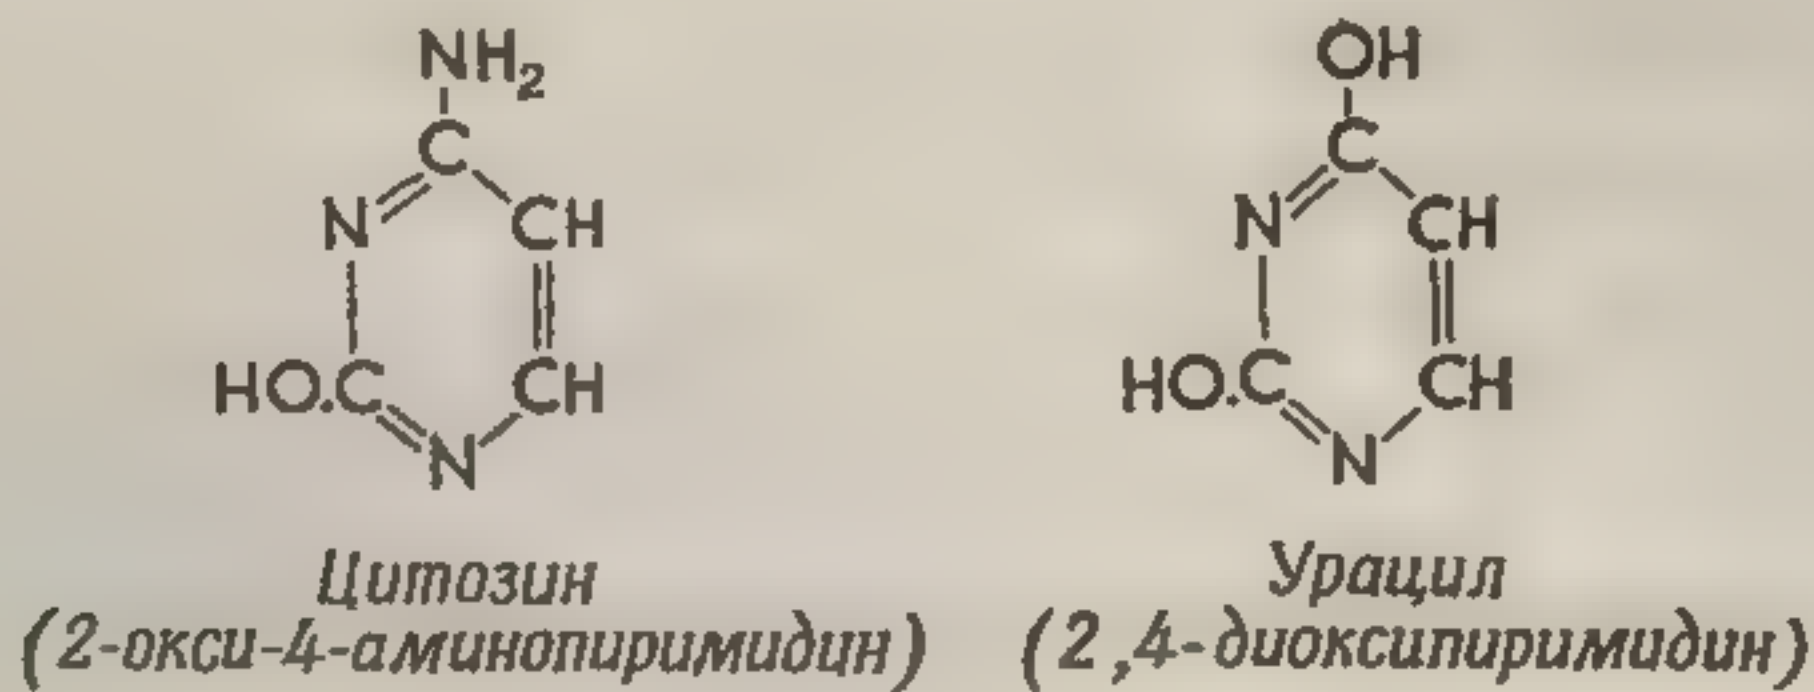 NH₂ OH
C C
N CH N CH
HO.C CH HO.C CH
N N
Цитозин Урацил
(2-окси-4-аминопиримидин) (2,4-диоксипиримидин)